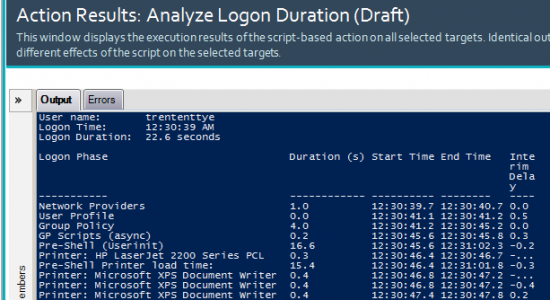 Action Results: Analyze Logon Duration (Draft)
This window displays the execution results of the script-based action on all selected targets. Identical out
different effects of the script on the selected targets.
» Output Errors
User name: trententtye
Logon Time: 12:30:39 AM
Logon Duration: 22.6 seconds
Logon Phase Duration (s) Start Time End Time Inte
rim
Dela
y
----------- ------------ ---------- -------- ----
Network Providers 1.0 12:30:39.7 12:30:40.7 0.0
User Profile 0.0 12:30:41.1 12:30:41.2 0.5
Group Policy 4.0 12:30:41.2 12:30:45.2 0.0
GP Scripts (async) 0.2 12:30:45.6 12:30:45.8 0.3
Pre-Shell (Userinit) 16.6 12:30:45.6 12:31:02.3 -0.2
Printer: HP LaserJet 2200 Series PCL 0.3 12:30:46.4 12:30:46.7 -...
Pre-Shell Printer load time: 15.4 12:30:46.4 12:31:01.8 -0.3
Printer: Microsoft XPS Document Writer 0.4 12:30:46.8 12:30:47.2 -...
Printer: Microsoft XPS Document Writer 0.4 12:30:46.8 12:30:47.2 -0.4
Printer: Microsoft XPS Document Writer 0.4 12:30:47.4 12:30:47.8 0.2
embers